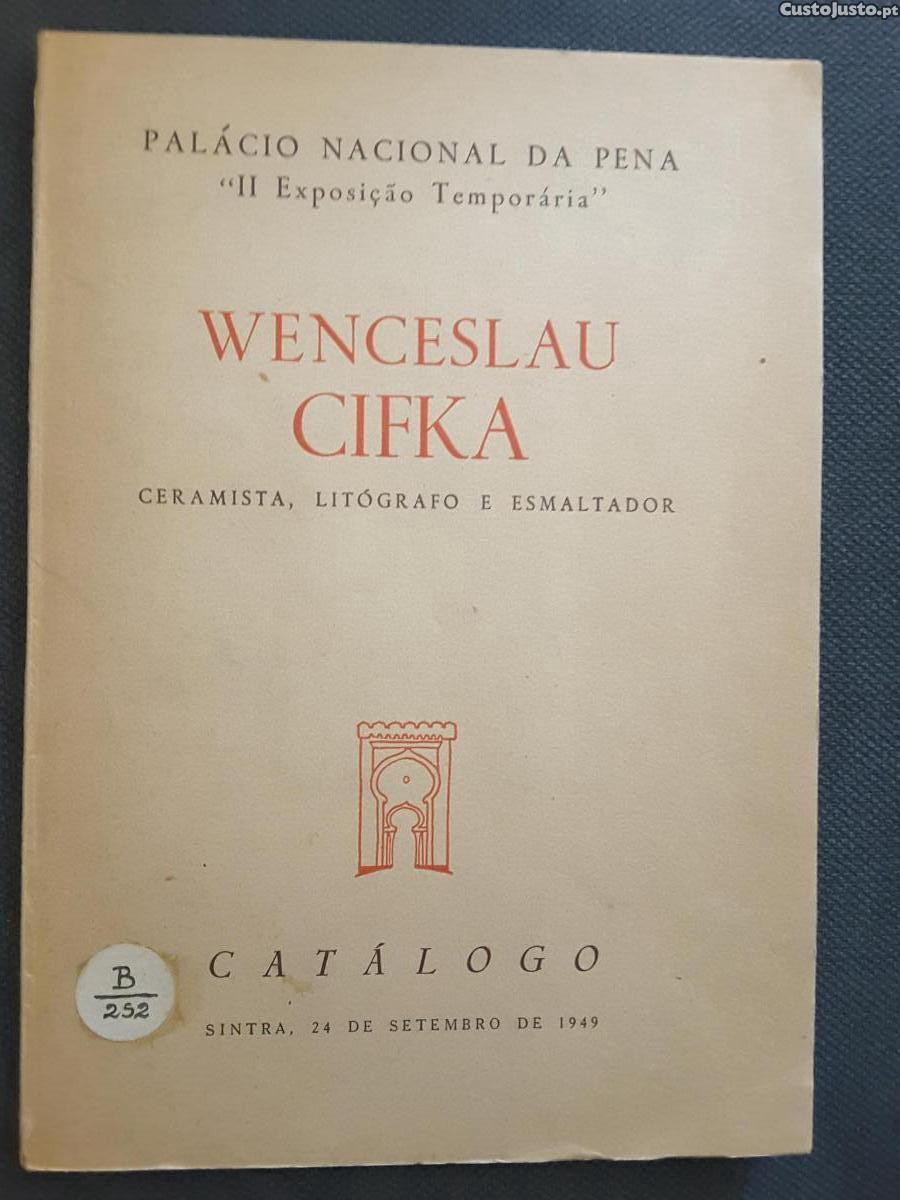 CustoJusto.pt
PALÁCIO NACIONAL DA PENA
“II Exposição Temporária”
WENCESLAU
CIFKA
CERAMISTA, LITÓGRAFO E ESMALTADOR
CATÁLOGO
B
252
SINTRA, 24 DE SETEMBRO DE 1949